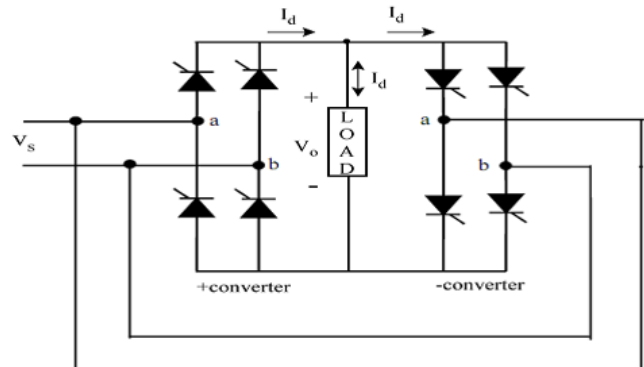 I_d I_d
I_d
+
a
V_s
V_o
LOAD
a
b
b
-
+converter
-converter